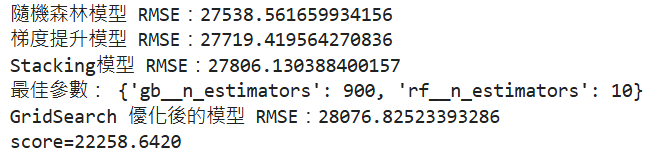 隨機森林模型 RMSE：27538.561659934156
梯度提升模型 RMSE：27719.419564270836
Stacking模型 RMSE：27806.130388400157
最佳參數： {'gb__n_estimators': 900, 'rf__n_estimators': 10}
GridSearch 優化後的模型 RMSE：28076.82523393286
score=22258.6420